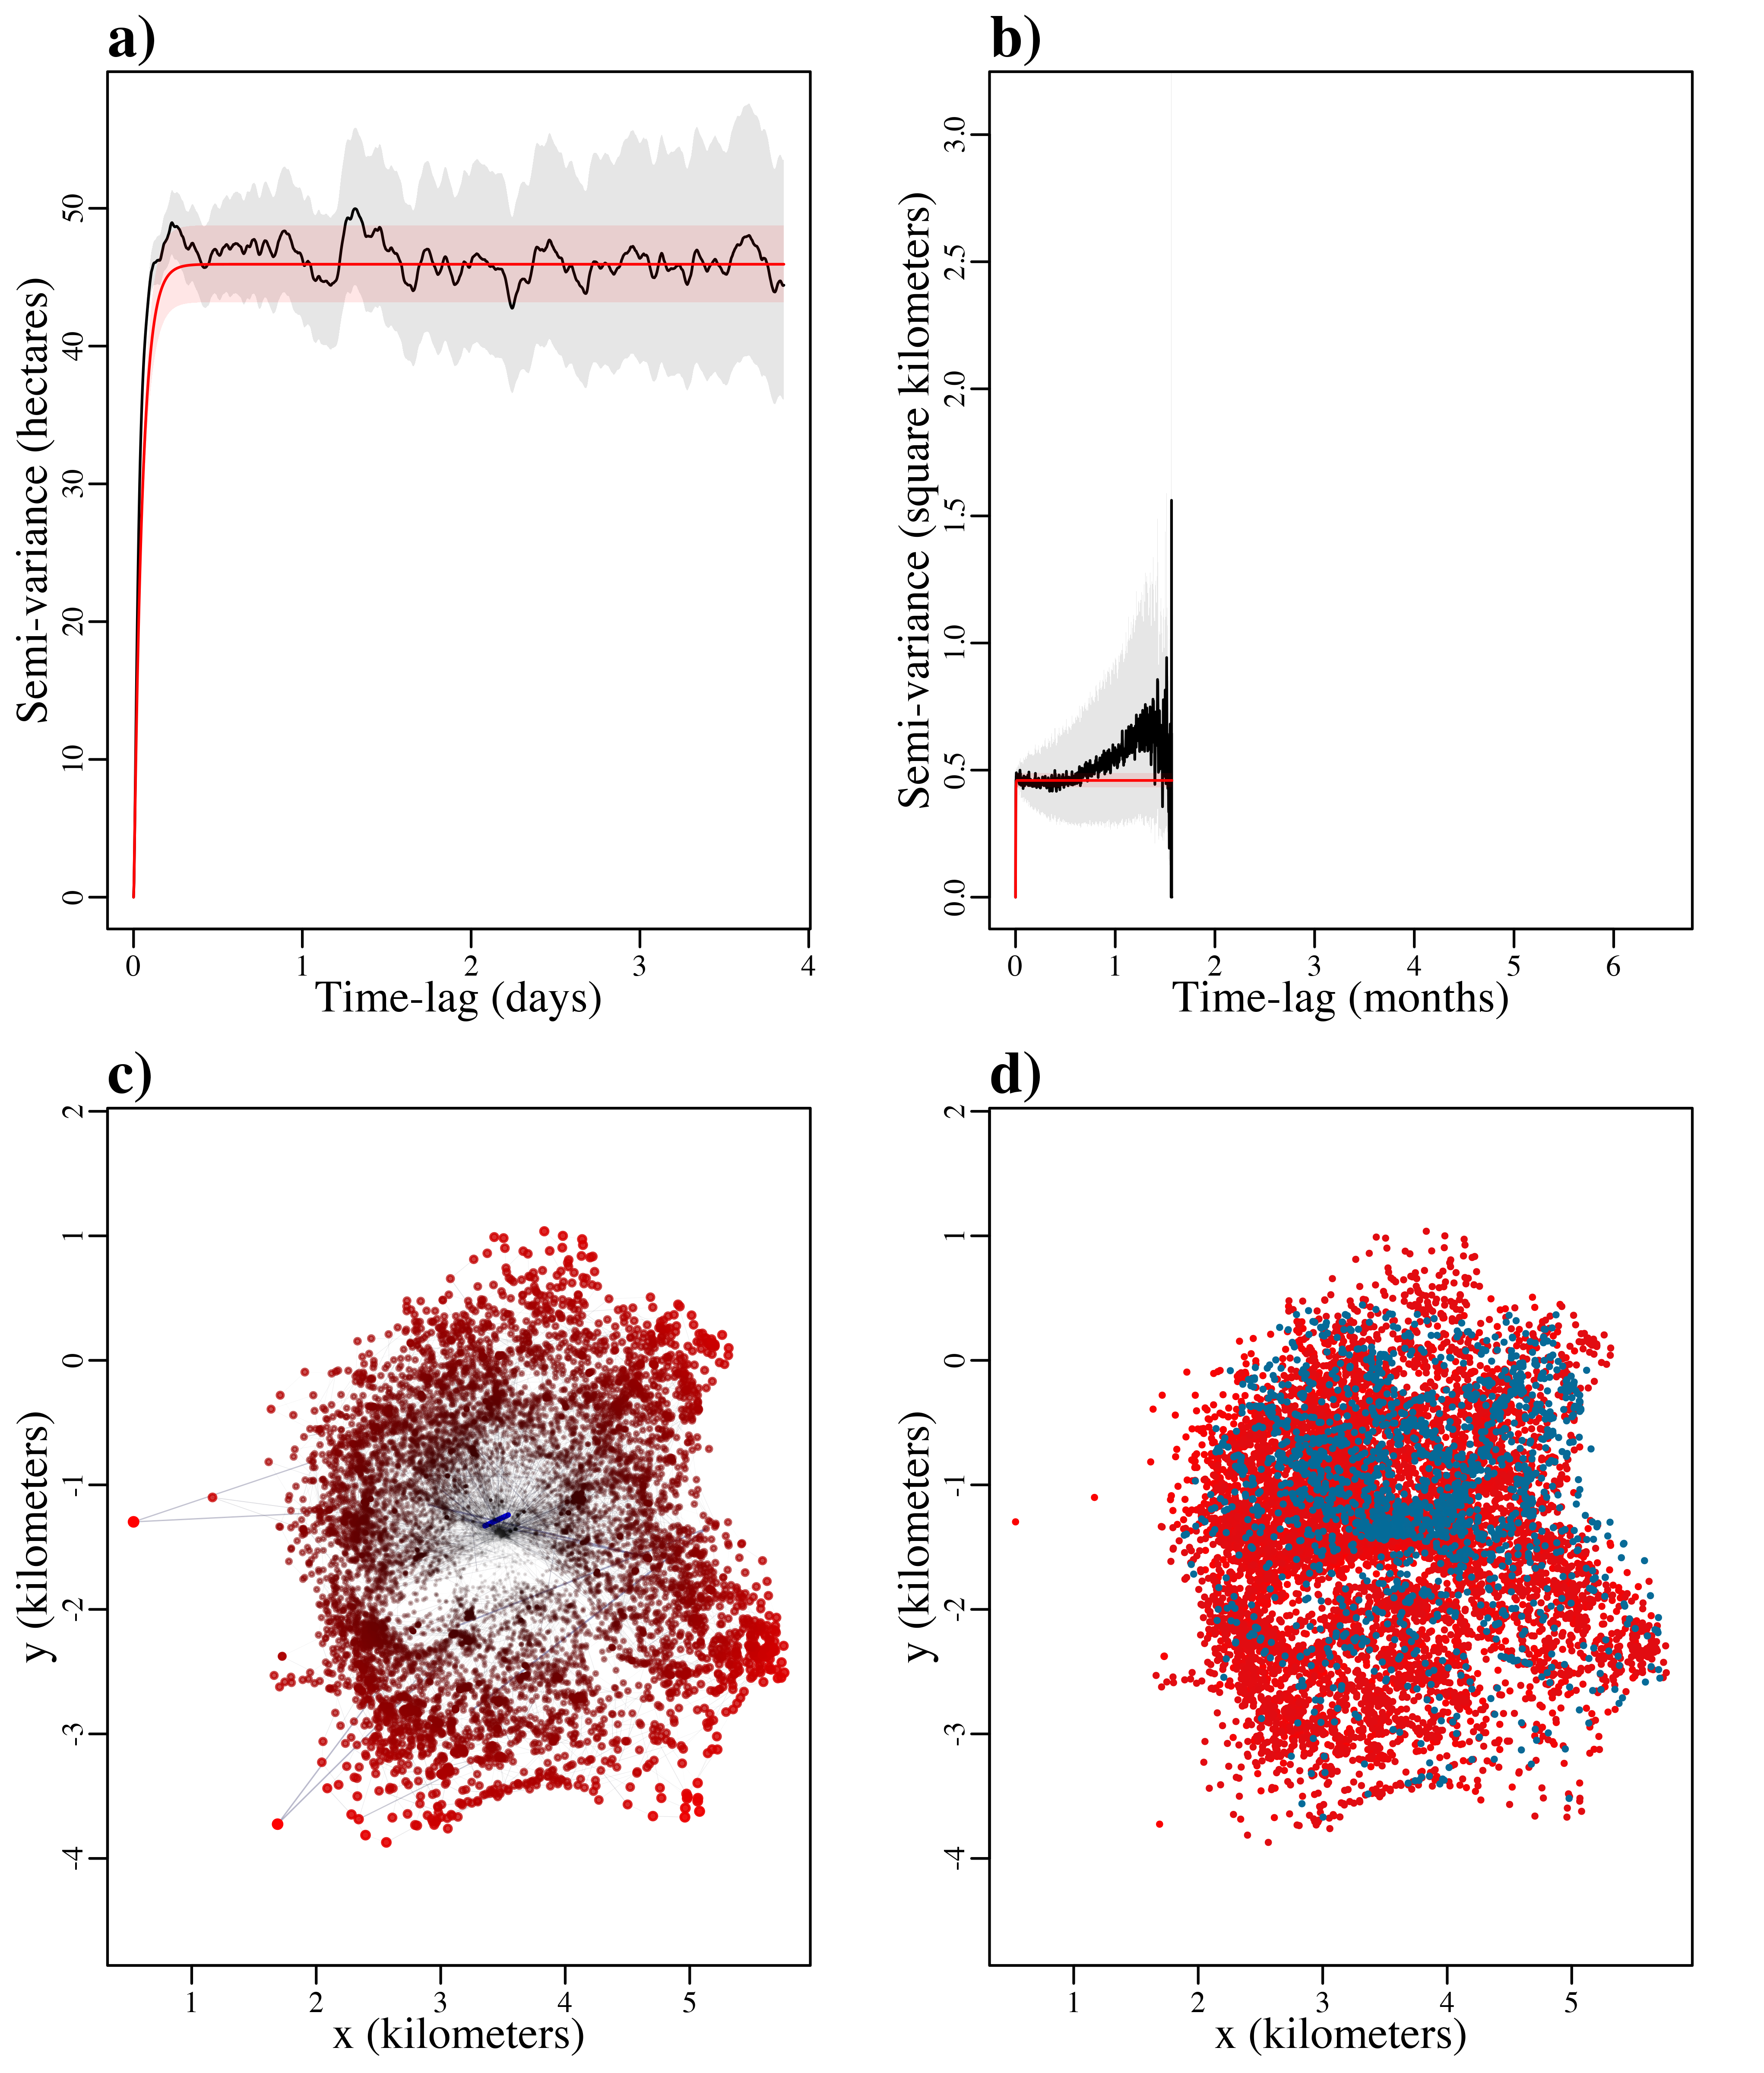 a)
Semi-variance (hectares)
50
40
30
20
10
0
0 1 2 3 4
Time-lag (days)
b)
Semi-variance (square kilometers)
3.0
2.5
2.0
1.5
1.0
0.5
0.0
0 1 2 3 4 5 6
Time-lag (months)
c)
y (kilometers)
2
1
0
-1
-2
-3
-4
1 2 3 4 5
x (kilometers)
d)
y (kilometers)
2
1
0
-1
-2
-3
-4
1 2 3 4 5
x (kilometers)